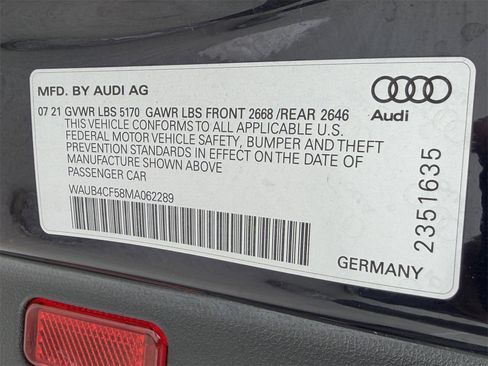 MFD. BY AUDI AG
07 21 GVWR LBS 5170 GAWR LBS FRONT 2668 /REAR 2646
THIS VEHICLE CONFORMS TO ALL APPLICABLE U.S.
FEDERAL MOTOR VEHICLE SAFETY, BUMPER AND THEFT
PREVENTION STANDARDS IN EFFECT ON THE DATE OF
MANUFACTURE SHOWN ABOVE
PASSENGER CAR
WAUB4CF58MA062289
Audi
2351635
GERMANY